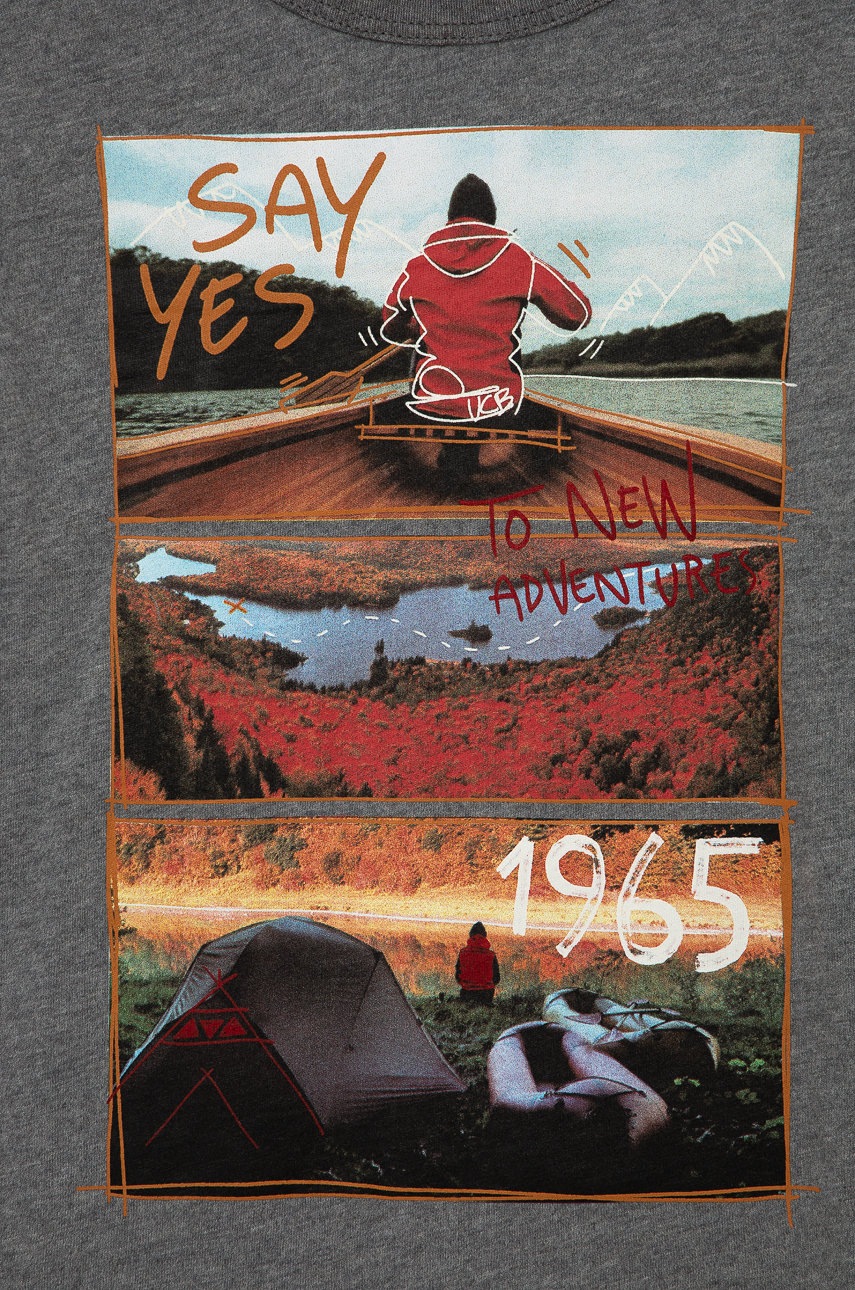 SAY
YES
UCB
TO NEW
ADVENTURES
1965